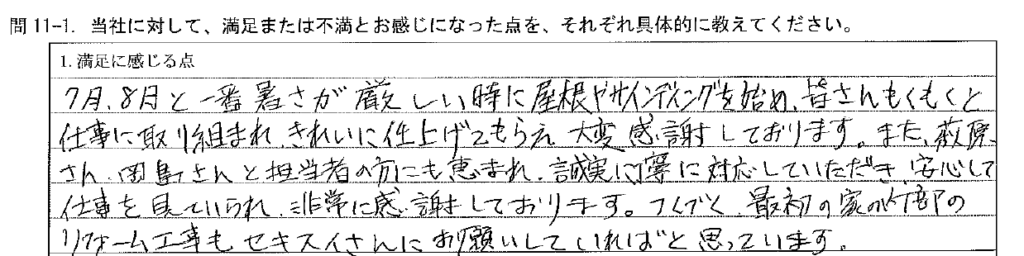 問 11-1. 当社に対して、満足または不満とお感じになった点を、それぞれ具体的に教えてください。
1. 満足に感じる点
7月、8月と一番暑さが厳しい時に屋根やサイディングを始め、皆さんもくもくと
仕事に取り組まれ、きれいに仕上げてもらえ、大変感謝しております。また、萩原
さん、岡島さんと担当者の方にも恵まれ、誠実丁寧に対応していただき、安心して
仕事を見ていられ、非常に感謝しております。つくづく、最初の家の外部の
リフォーム工事もセキスイさんにお願いしていればと思っています。